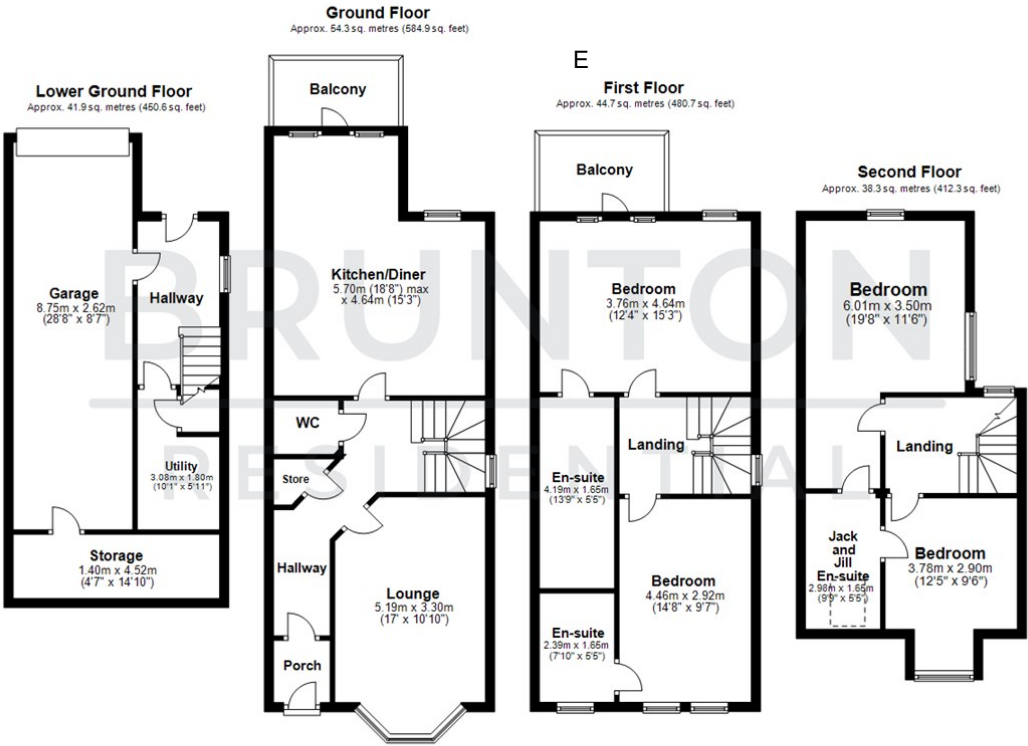 Ground Floor
Approx. 54.3 sq. metres (584.9 sq. feet)
Balcony
Kitchen/Diner
5.70m (18'8") max
x 4.64m (15'3")
WC
Store
Hallway
Lounge
5.19m x 3.30m
(17' x 10'10")
Porch
Lower Ground Floor
Approx. 41.9 sq. metres (450.6 sq. feet)
Garage
8.75m x 2.62m
(28'8" x 8'7")
Hallway
Utility
3.08m x 1.80m
(10'1" x 5'11")
Storage
1.40m x 4.52m
(4'7" x 14'10")
E
First Floor
Approx. 44.7 sq. metres (480.7 sq. feet)
Balcony
Bedroom
3.76m x 4.64m
(12'4" x 15'3")
Landing
En-suite
4.19m x 1.65m
(13'9" x 5'5")
Bedroom
4.46m x 2.92m
(14'8" x 9'7")
En-suite
2.39m x 1.65m
(7'10" x 5'5")
Second Floor
Approx. 38.3 sq. metres (412.3 sq. feet)
Bedroom
6.01m x 3.50m
(19'8" x 11'6")
Landing
Jack
and
Jill
En-suite
2.98m x 1.65m
(9'9" x 5'5")
Bedroom
3.78m x 2.90m
(12'5" x 9'6")
BRUNTON
RESIDENTIAL